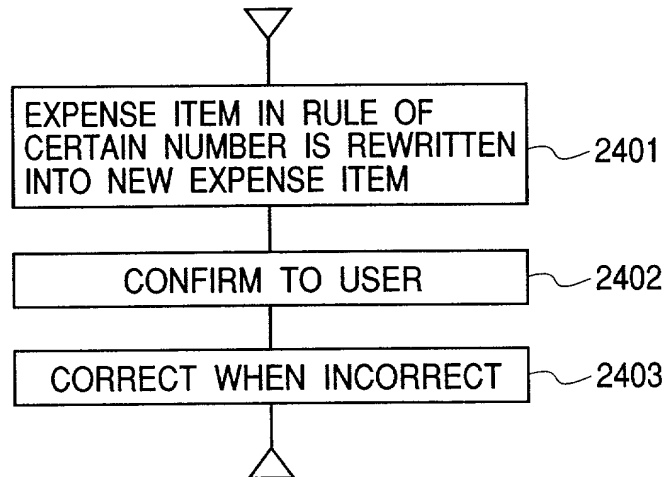 EXPENSE ITEM IN RULE OF
CERTAIN NUMBER IS REWRITTEN
INTO NEW EXPENSE ITEM
2401
CONFIRM TO USER
2402
CORRECT WHEN INCORRECT
2403